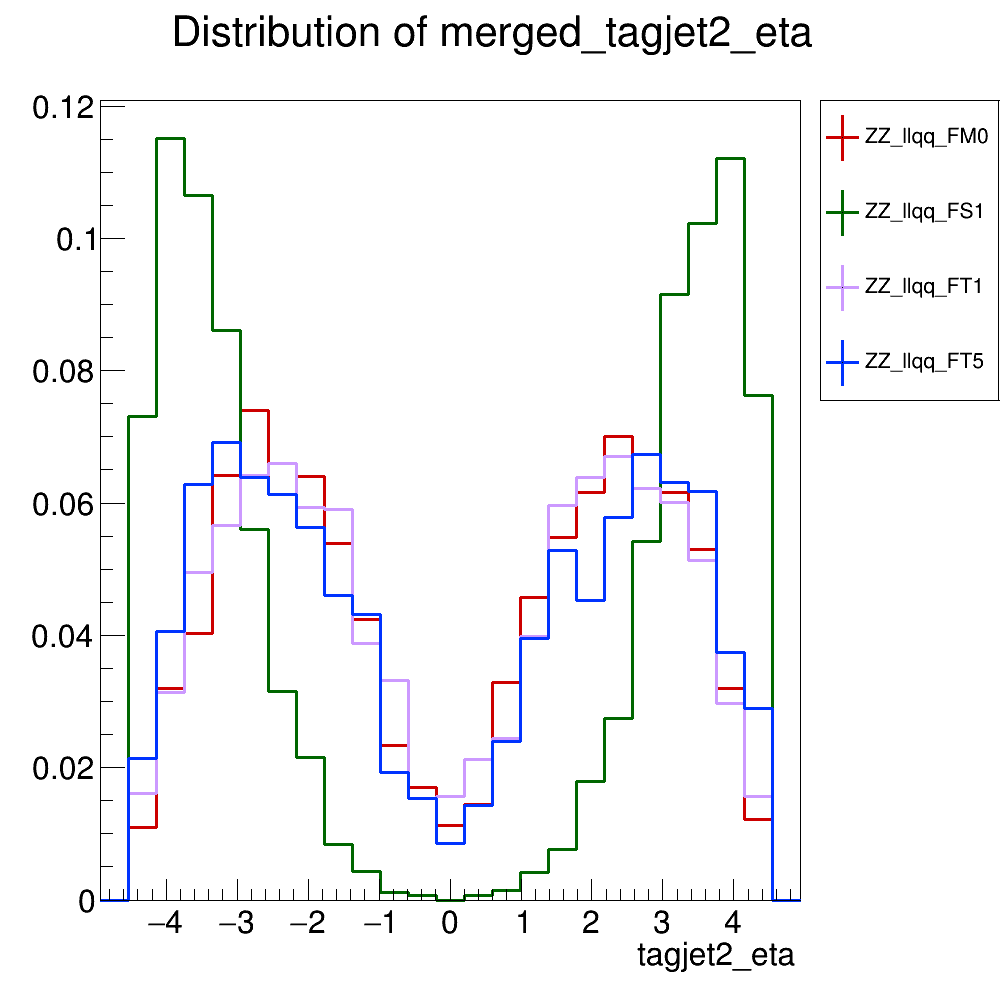 Distribution of merged_tagjet2_eta
0.12
0.1
0.08
0.06
0.04
0.02
0
−4 −3 −2 −1 0 1 2 3 4
tagjet2_eta
ZZ_llqq_FM0
ZZ_llqq_FS1
ZZ_llqq_FT1
ZZ_llqq_FT5